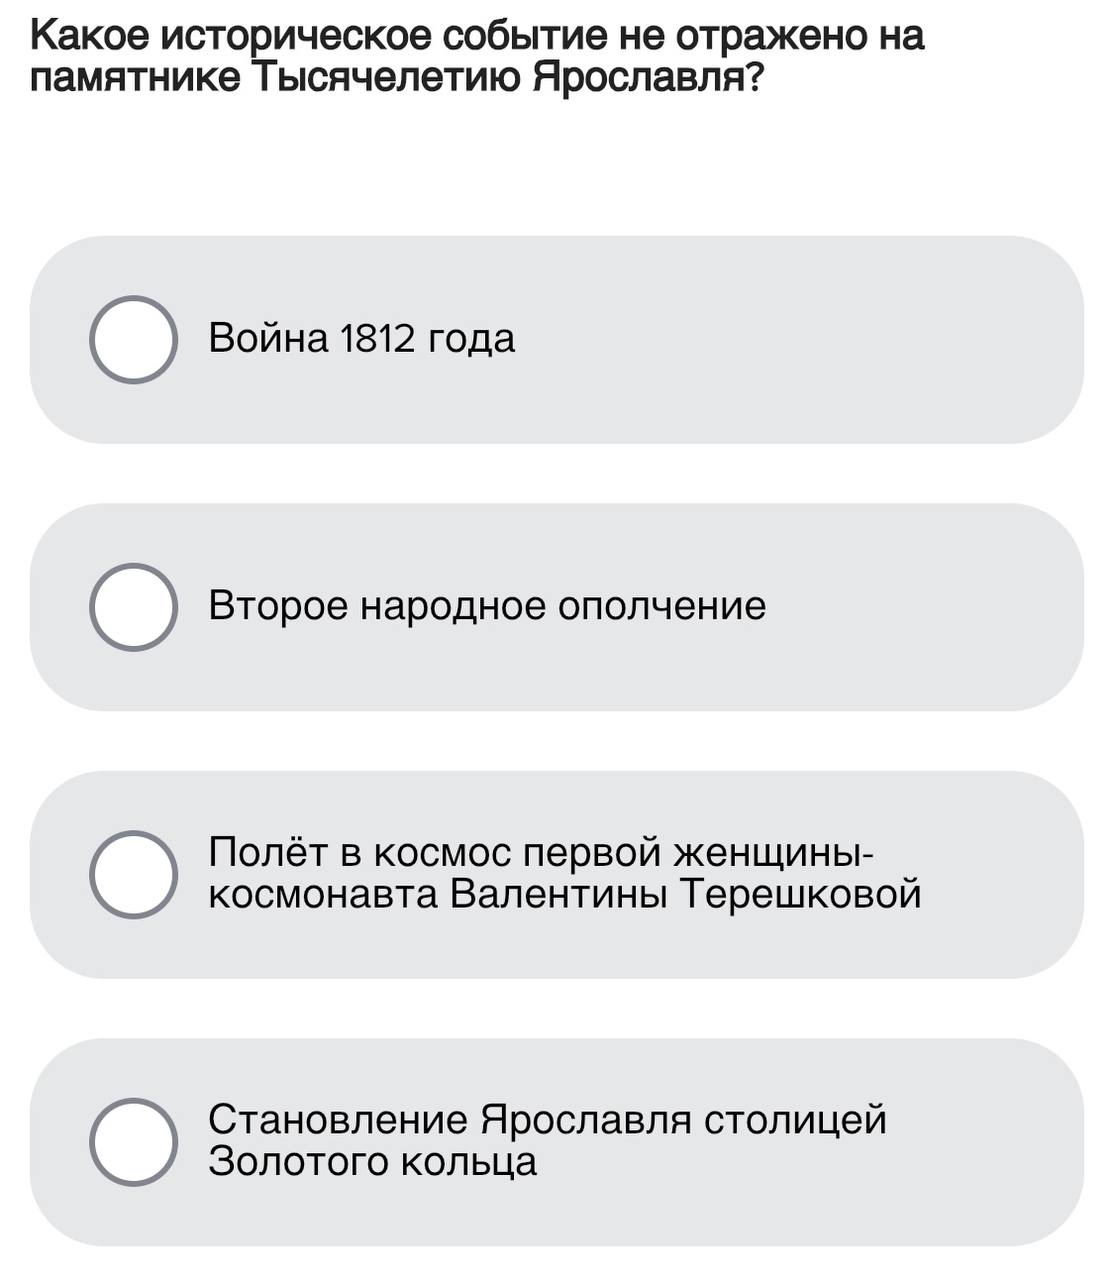 Какое историческое событие не отражено на
памятнике Тысячелетию Ярославля?
Война 1812 года
Второе народное ополчение
Полёт в космос первой женщины-
космонавта Валентины Терешковой
Становление Ярославля столицей
Золотого кольца